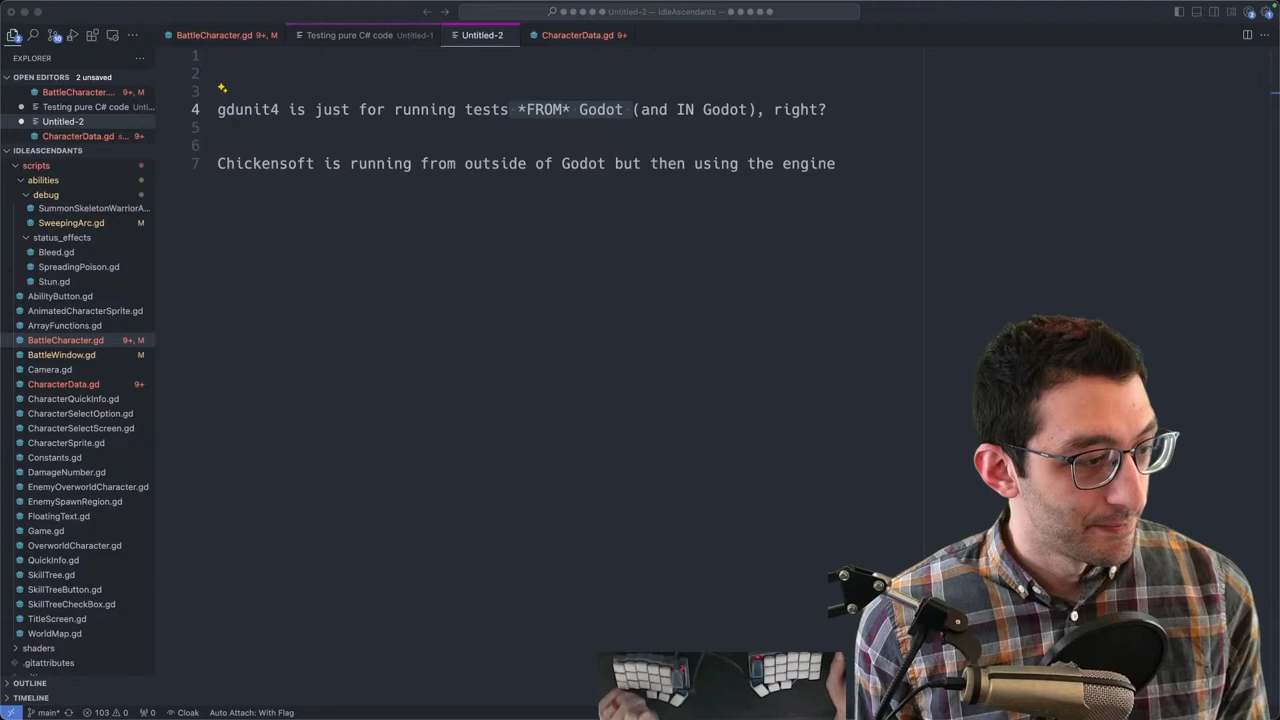 Untitled-2 — IdleAscendants
BattleCharacter.gd 9+, M
Testing pure C# code Untitled-1
Untitled-2
CharacterData.gd 9+
EXPLORER
OPEN EDITORS 2 unsaved
BattleCharacter.... 9+
Testing pure C# code Unti...
Untitled-2
CharacterData.gd s... 9+
IDLEASCENDANTS
scripts
abilities
debug
SummonSkeletonWarriorA...
SweepingArc.gd M
status_effects
Bleed.gd
SpreadingPoison.gd
Stun.gd
AbilityButton.gd
AnimatedCharacterSprite.gd
ArrayFunctions.gd
BattleCharacter.gd 9+, M
BattleWindow.gd M
Camera.gd
CharacterData.gd 9+
CharacterQuickInfo.gd
CharacterSelectOption.gd
CharacterSelectScreen.gd
CharacterSprite.gd
Constants.gd
DamageNumber.gd
EnemyOverworldCharacter.gd
EnemySpawnRegion.gd
FloatingText.gd
Game.gd
OverworldCharacter.gd
QuickInfo.gd
SkillTree.gd
SkillTreeButton.gd
SkillTreeCheckBox.gd
TitleScreen.gd
WorldMap.gd
shaders
.gitattributes
OUTLINE
TIMELINE
1
2
4 gdunit4 is just for running tests *FROM* Godot (and IN Godot), right?
5
6
7 Chickensoft is running from outside of Godot but then using the engine
main* 103 0 0 Cloak Auto Attach: With Flag